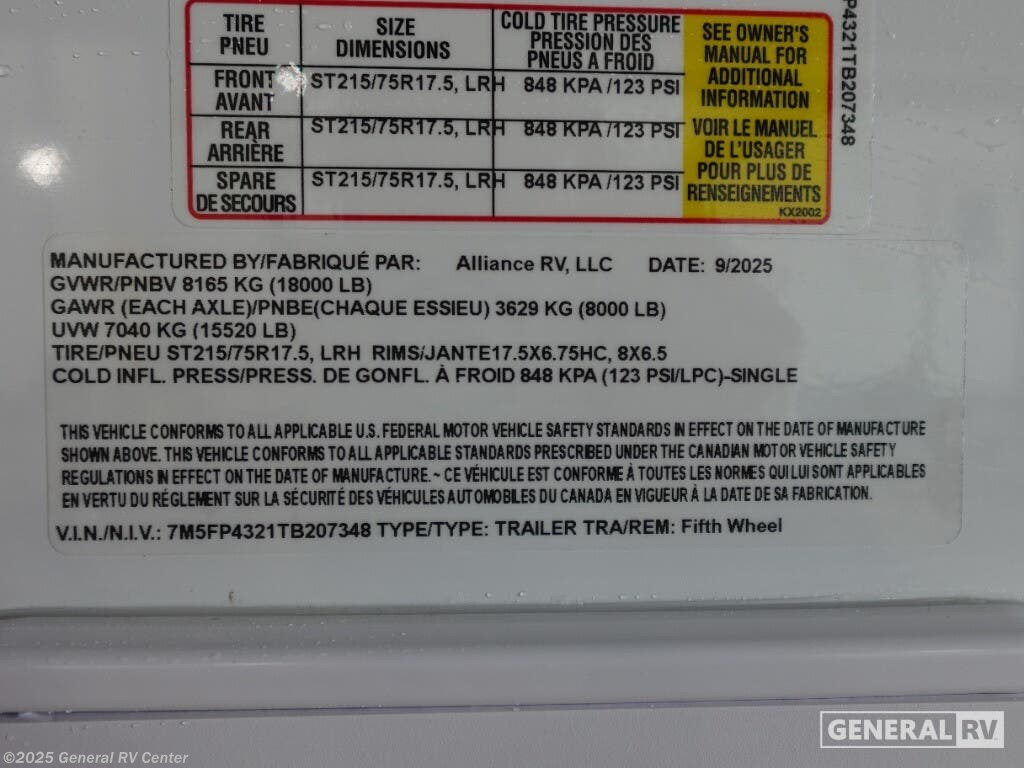 TIRE
PNEU
SIZE
DIMENSIONS
COLD TIRE PRESSURE
PRESSION DES
PNEUS A FROID
FRONT
AVANT
ST215/75R17.5, LRH
848 KPA /123 PSI
REAR
ARRIÈRE
ST215/75R17.5, LRH
848 KPA /123 PSI
SPARE
DE SECOURS
ST215/75R17.5, LRH
848 KPA /123 PSI
SEE OWNER'S
MANUAL FOR
ADDITIONAL
INFORMATION
VOIR LE MANUEL
DE L'USAGER
POUR PLUS DE
RENSEIGNEMENTS
KX2002
P4321TB207348
MANUFACTURED BY/FABRIQUÉ PAR: Alliance RV, LLC DATE: 9/2025
GVWR/PNBV 8165 KG (18000 LB)
GAWR (EACH AXLE)/PNBE(CHAQUE ESSIEU) 3629 KG (8000 LB)
UVW 7040 KG (15520 LB)
TIRE/PNEU ST215/75R17.5, LRH RIMS/JANTE17.5X6.75HC, 8X6.5
COLD INFL. PRESS/PRESS. DE GONFL. À FROID 848 KPA (123 PSI/LPC)-SINGLE
THIS VEHICLE CONFORMS TO ALL APPLICABLE U.S. FEDERAL MOTOR VEHICLE SAFETY STANDARDS IN EFFECT ON THE DATE OF MANUFACTURE
SHOWN ABOVE. THIS VEHICLE CONFORMS TO ALL APPLICABLE STANDARDS PRESCRIBED UNDER THE CANADIAN MOTOR VEHICLE SAFETY
REGULATIONS IN EFFECT ON THE DATE OF MANUFACTURE. ~ CE VÉHICULE EST CONFORME À TOUTES LES NORMES QUI LUI SONT APPLICABLES
EN VERTU DU RÉGLEMENT SUR LA SÉCURITÉ DES VÉHICULES AUTOMOBILES DU CANADA EN VIGUEUR À LA DATE DE SA FABRICATION.
V.I.N./N.I.V.: 7M5FP4321TB207348 TYPE/TYPE: TRAILER TRA/REM: Fifth Wheel
GENERAL RV
©2025 General RV Center